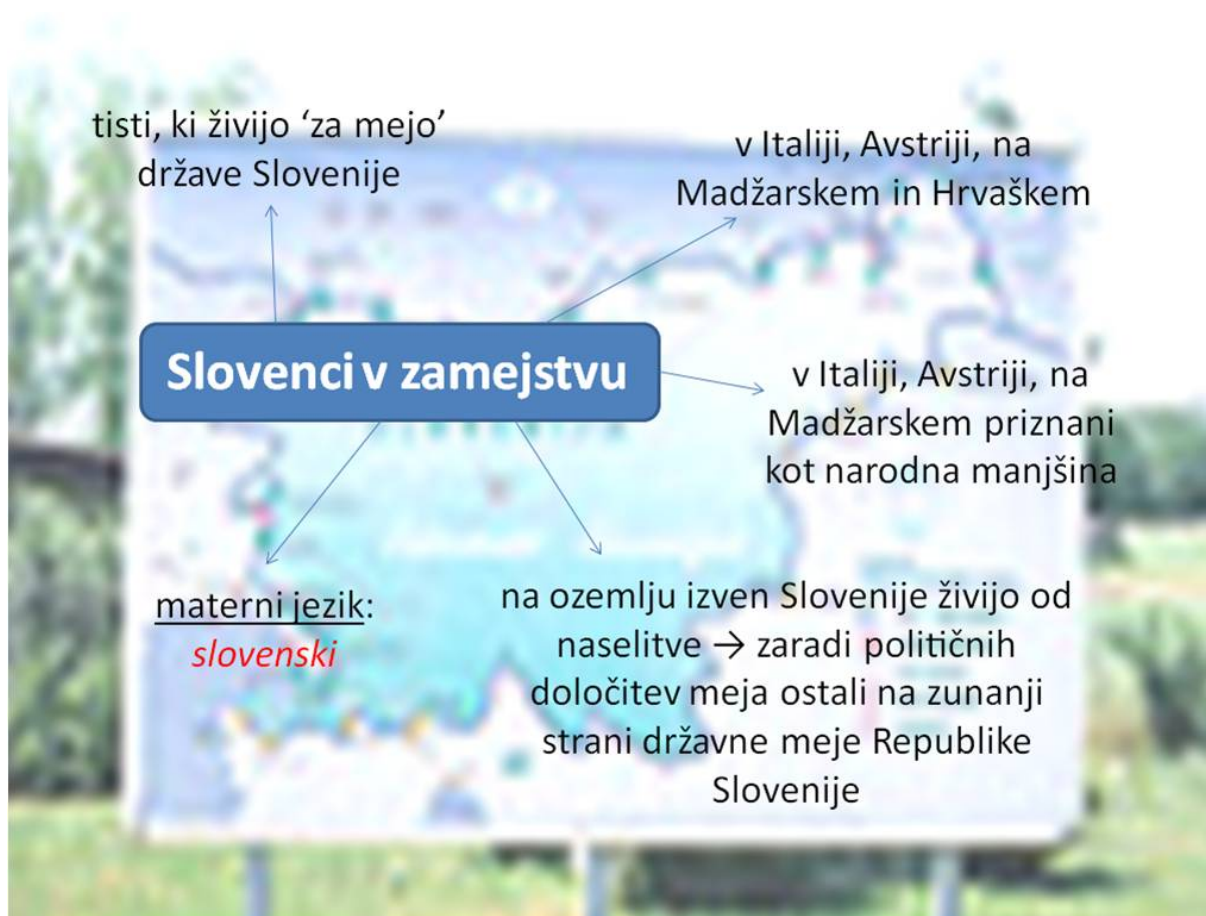 tisti, ki živijo ‘za mejo’
države Slovenije
v Italiji, Avstriji, na
Madžarskem in Hrvaškem
Slovenci v zamejstvu
v Italiji, Avstriji, na
Madžarskem priznani
kot narodna manjšina
materni jezik:
slovenski
na ozemlju izven Slovenije živijo od
naselitve → zaradi političnih
določitev meja ostali na zunanji
strani državne meje Republike
Slovenije